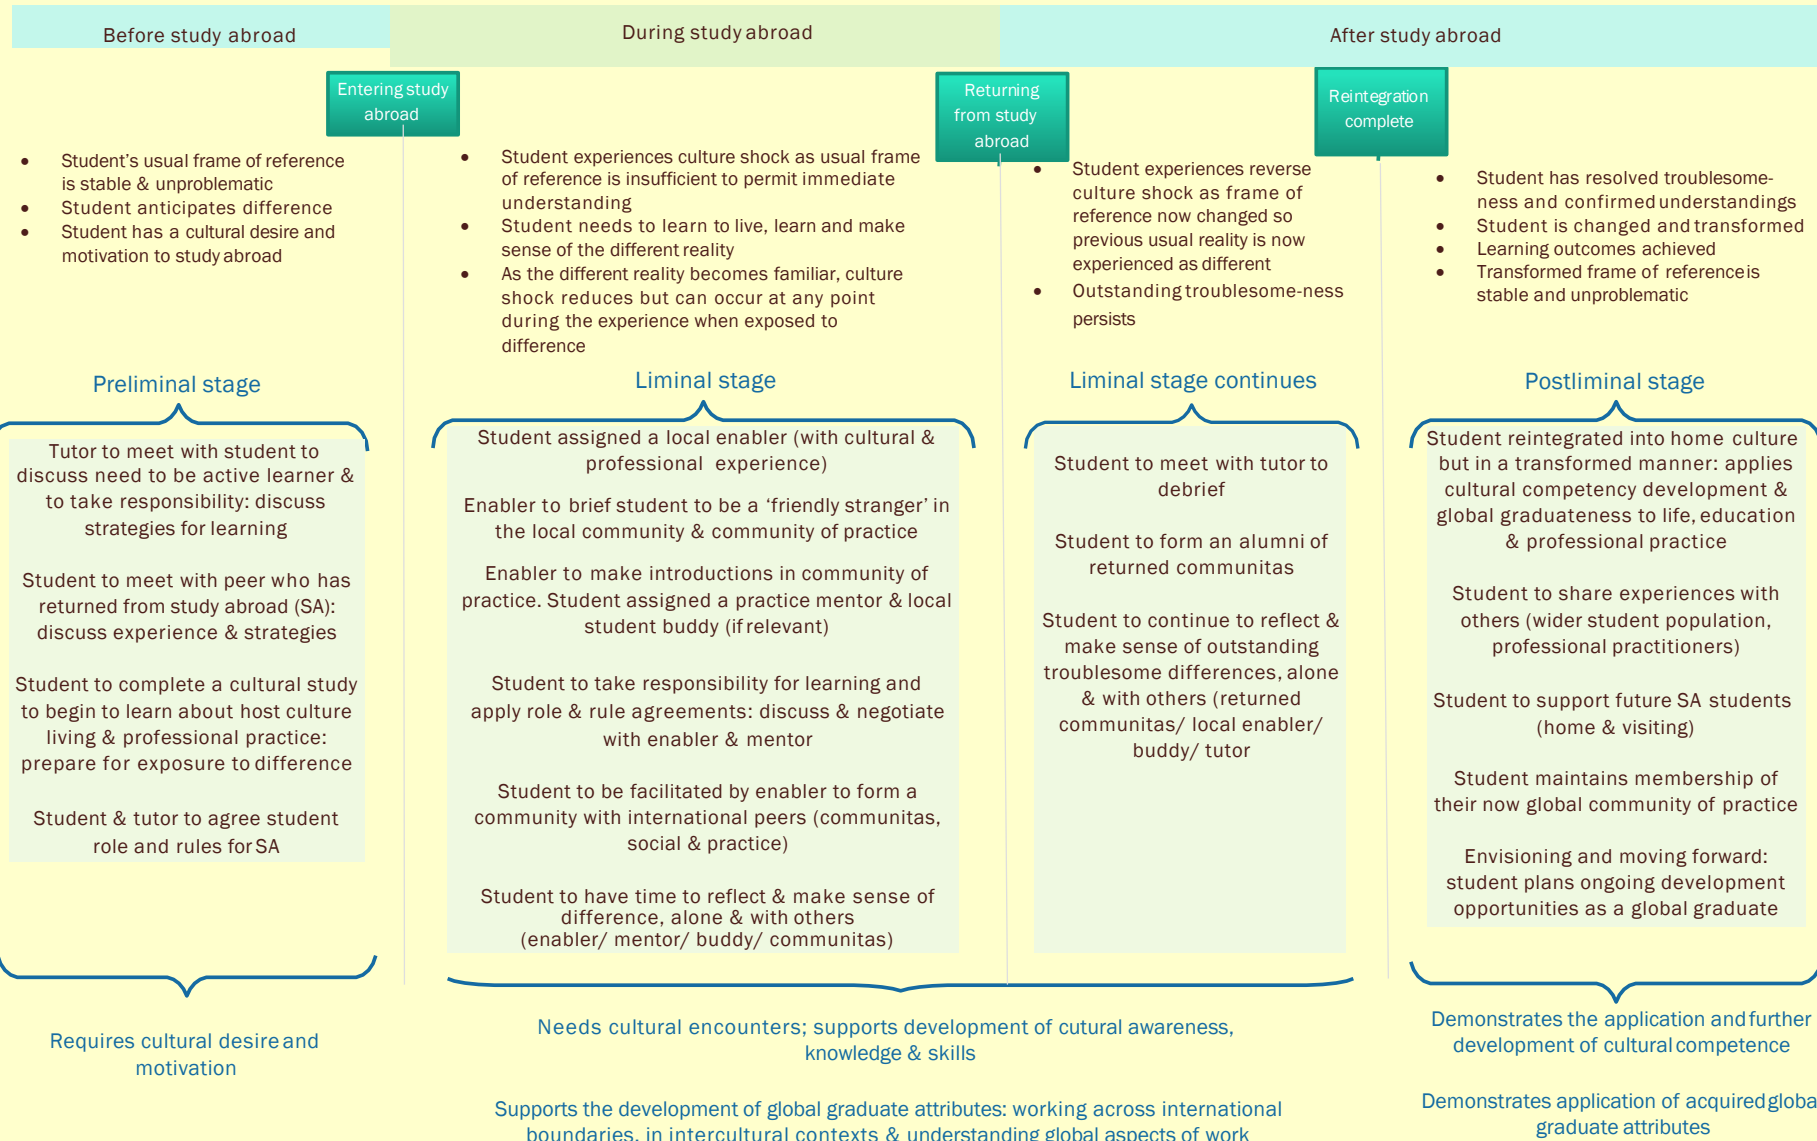 Before study abroad
During study abroad
After study abroad
Entering study
abroad
Returning
from study
abroad
Reintegration
complete
• Student's usual frame of reference
is stable & unproblematic
• Student anticipates difference
• Student has a cultural desire and
motivation to study abroad
• Student experiences culture shock as usual frame
of reference is insufficient to permit immediate
understanding
• Student needs to learn to live, learn and make
sense of the different reality
• As the different reality becomes familiar, culture
shock reduces but can occur at any point
during the experience when exposed to
difference
• Student experiences reverse
culture shock as frame of
reference now changed so
previous usual reality is now
experienced as different
• Outstanding troublesome-ness
persists
• Student has resolved troublesome-
ness and confirmed understandings
• Student is changed and transformed
• Learning outcomes achieved
• Transformed frame of reference is
stable and unproblematic
Preliminal stage
Liminal stage
Liminal stage continues
Postliminal stage
Tutor to meet with student to
discuss need to be active learner &
to take responsibility: discuss
strategies for learning
Student to meet with peer who has
returned from study abroad (SA):
discuss experience & strategies
Student to complete a cultural study
to begin to learn about host culture
living & professional practice:
prepare for exposure to difference
Student & tutor to agree student
role and rules for SA
Student assigned a local enabler (with cultural &
professional experience)
Enabler to brief student to be a ‘friendly stranger’ in
the local community & community of practice
Enabler to make introductions in community of
practice. Student assigned a practice mentor & local
student buddy (if relevant)
Student to take responsibility for learning and
apply role & rule agreements: discuss & negotiate
with enabler & mentor
Student to be facilitated by enabler to form a
community with international peers (communitas,
social & practice)
Student to have time to reflect & make sense of
difference, alone & with others
(enabler/ mentor/ buddy/ communitas)
Student to meet with tutor to
debrief
Student to form an alumni of
returned communitas
Student to continue to reflect &
make sense of outstanding
troublesome differences, alone
& with others (returned
communitas/ local enabler/
buddy/ tutor
Student reintegrated into home culture
but in a transformed manner: applies
cultural competency development &
global graduateness to life, education
& professional practice
Student to share experiences with
others (wider student population,
professional practitioners)
Student to support future SA students
(home & visiting)
Student maintains membership of
their now global community of practice
Envisioning and moving forward:
student plans ongoing development
opportunities as a global graduate
Requires cultural desire and
motivation
Needs cultural encounters; supports development of cutural awareness,
knowledge & skills
Supports the development of global graduate attributes: working across international
boundaries, in intercultural contexts & understanding global aspects of work
Demonstrates the application and further
development of cultural competence
Demonstrates application of acquired globa
graduate attributes